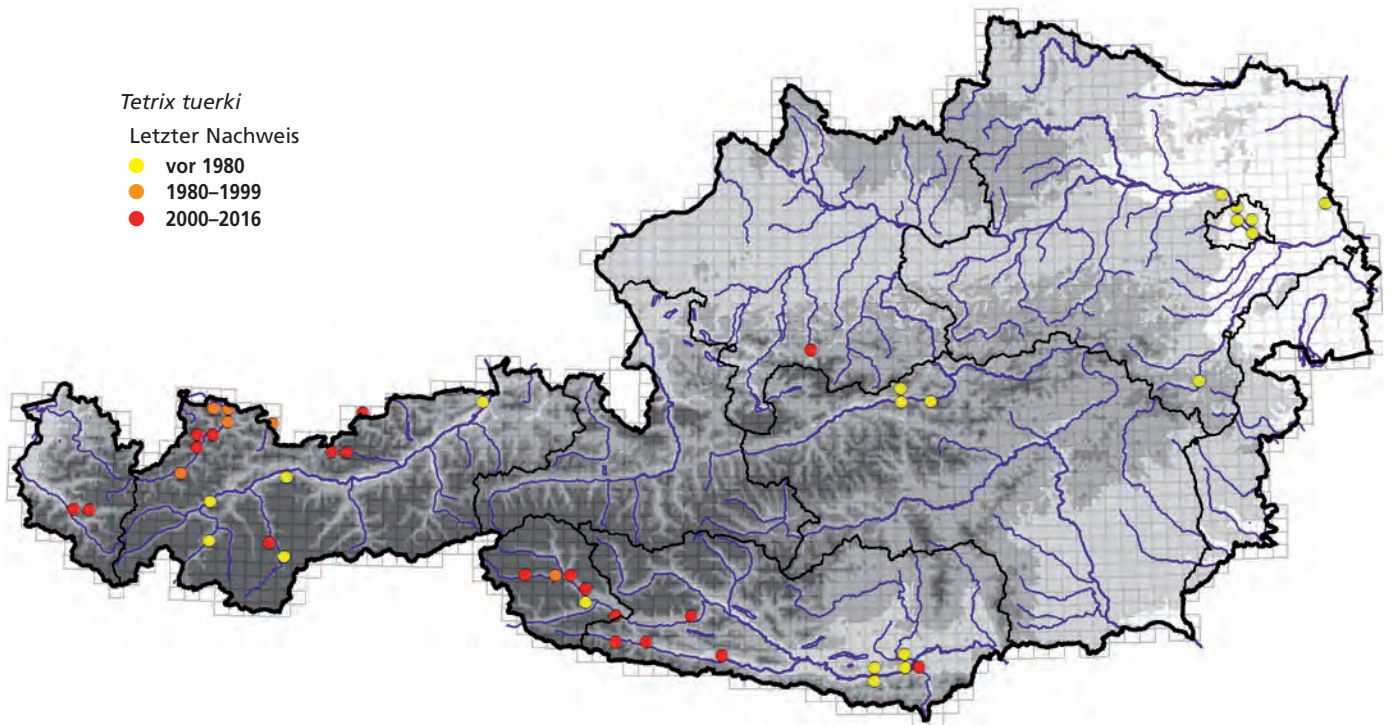 Tetrix tuerki
Letzter Nachweis
vor 1980
1980–1999
2000–2016